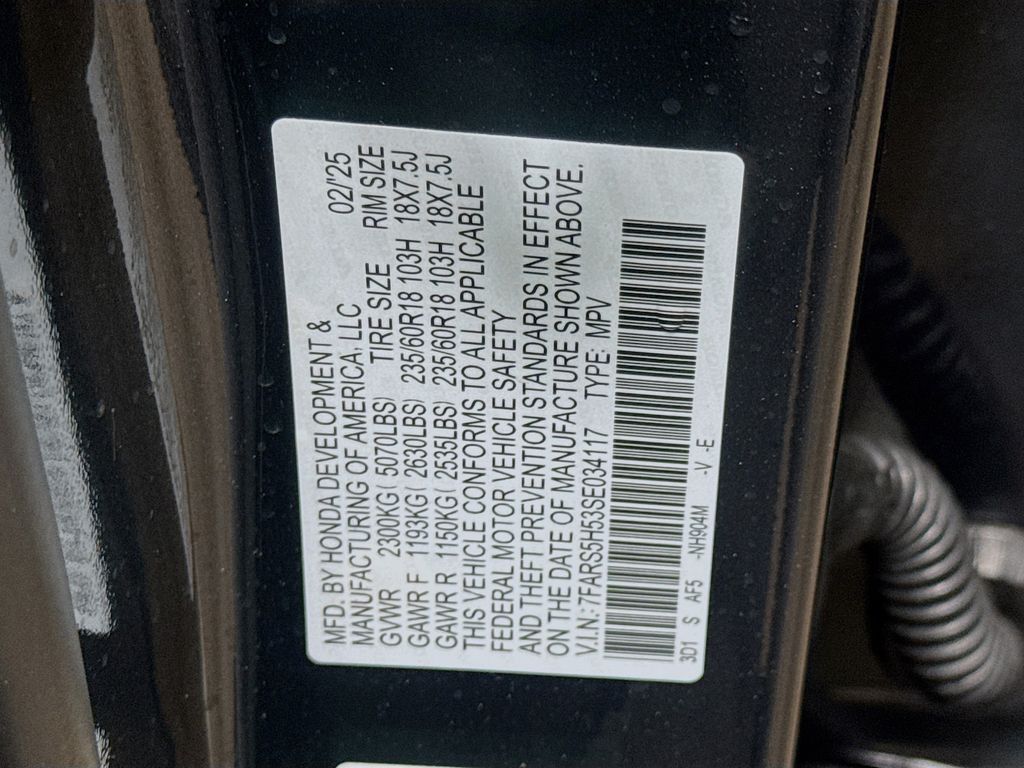 MFD. BY HONDA DEVELOPMENT & 02/25
MANUFACTURING OF AMERICA, LLC
GVWR 2300KG( 5070LBS) TIRE SIZE RIM SIZE
GAWR F 1193KG( 2630LBS) 235/60R18 103H 18X7.5J
GAWR R 1150KG( 2535LBS) 235/60R18 103H 18X7.5J
THIS VEHICLE CONFORMS TO ALL APPLICABLE
FEDERAL MOTOR VEHICLE SAFETY
AND THEFT PREVENTION STANDARDS IN EFFECT
ON THE DATE OF MANUFACTURE SHOWN ABOVE.
V.I.N.: 7FARS5H53SE034117 TYPE: MPV
3D1 S AF5 -NH904M -V -E